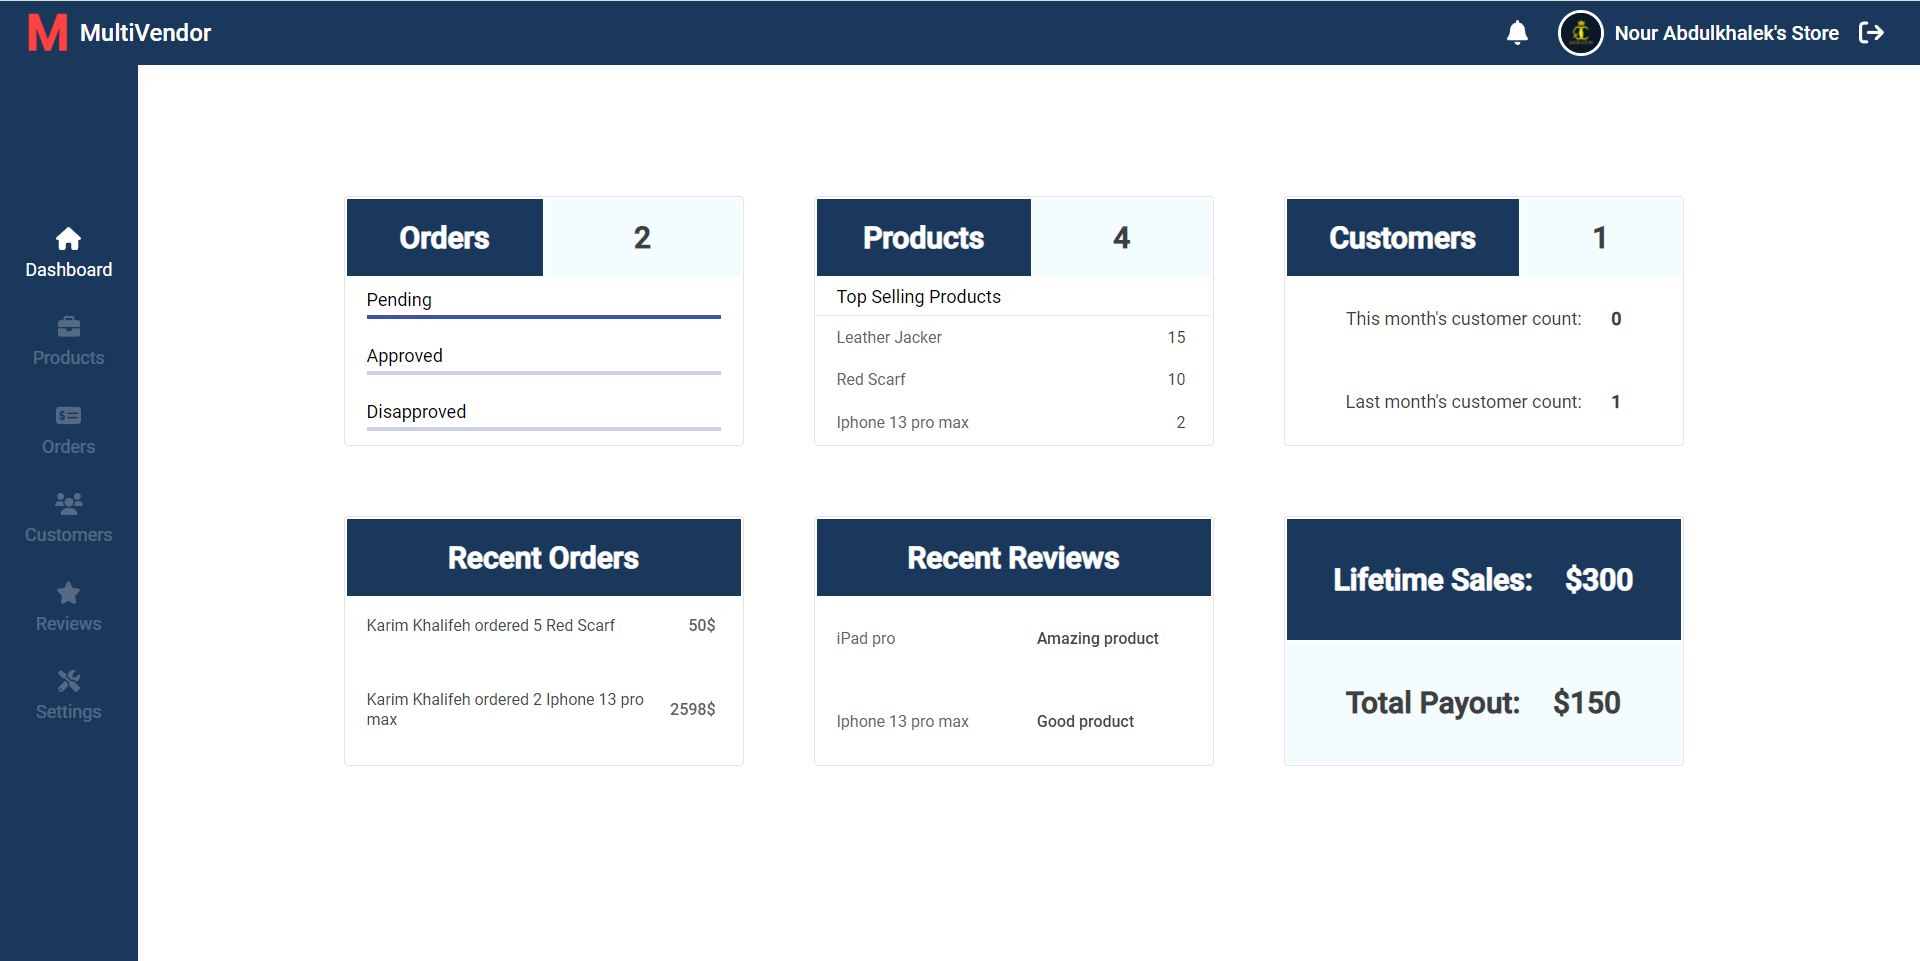 M MultiVendor
Nour Abdulkhalek's Store
Dashboard
Products
Orders
Customers
Reviews
Settings
Orders 2
Pending
Approved
Disapproved
Products 4
Top Selling Products
Leather Jacker 15
Red Scarf 10
Iphone 13 pro max 2
Customers 1
This month's customer count: 0
Last month's customer count: 1
Recent Orders
Karim Khalifeh ordered 5 Red Scarf 50$
Karim Khalifeh ordered 2 Iphone 13 pro
max 2598$
Recent Reviews
iPad pro Amazing product
Iphone 13 pro max Good product
Lifetime Sales: $300
Total Payout: $150